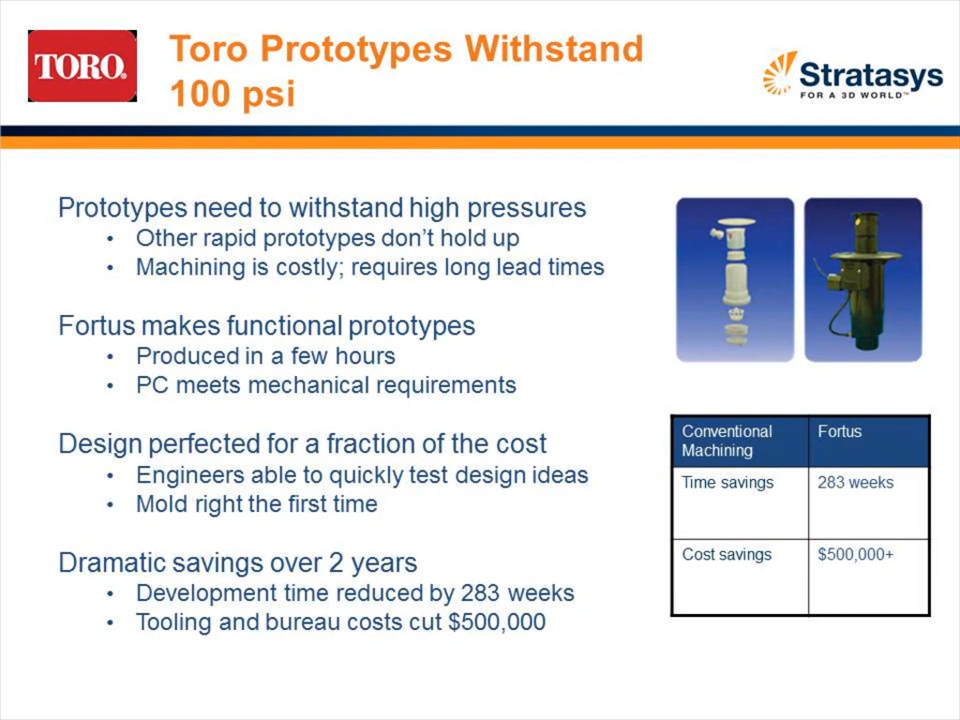 TORO®
Toro Prototypes Withstand
100 psi
Stratasys
FOR A 3D WORLD™
Prototypes need to withstand high pressures
• Other rapid prototypes don't hold up
• Machining is costly; requires long lead times
Fortus makes functional prototypes
• Produced in a few hours
• PC meets mechanical requirements
Design perfected for a fraction of the cost
• Engineers able to quickly test design ideas
• Mold right the first time
Dramatic savings over 2 years
• Development time reduced by 283 weeks
• Tooling and bureau costs cut $500,000
Conventional Fortus
Machining
Time savings 283 weeks
Cost savings $500,000+